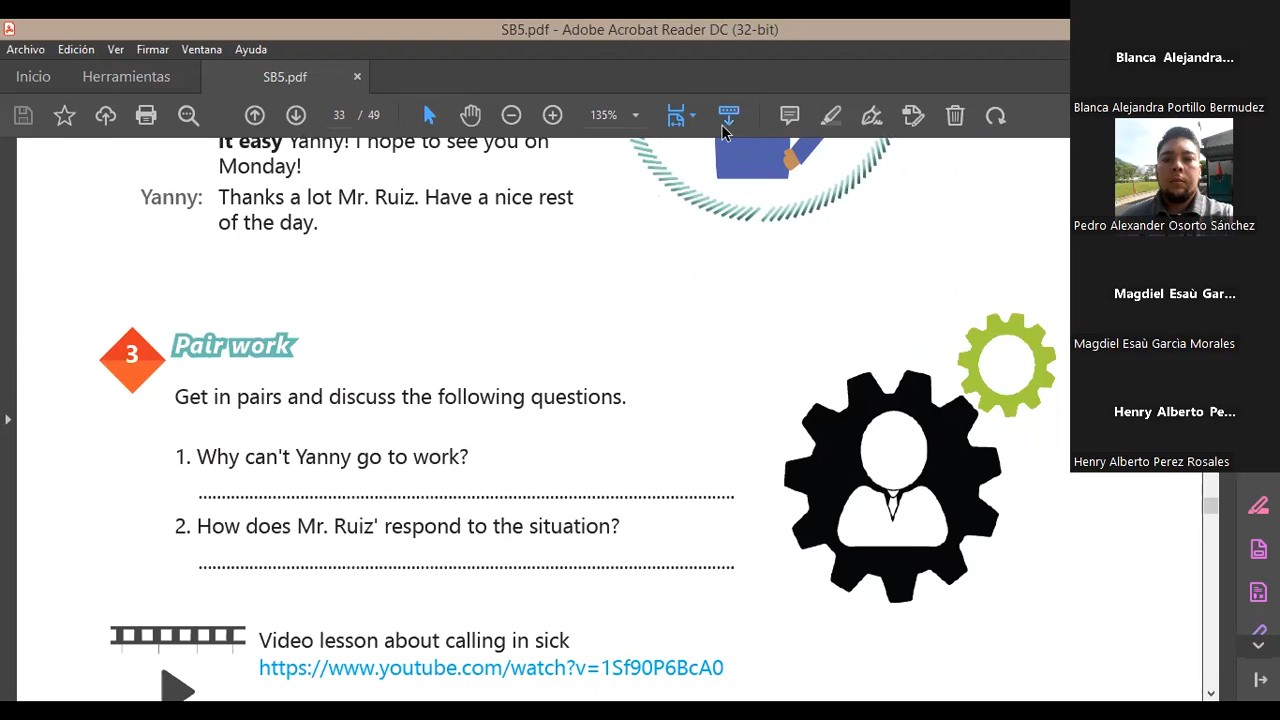 SB5.pdf - Adobe Acrobat Reader DC (32-bit)
Archivo Edición Ver Firmar Ventana Ayuda
Inicio Herramientas SB5.pdf ×
33 / 49 135%
it easy Yanny! I hope to see you on
Monday!
Yanny: Thanks a lot Mr. Ruiz. Have a nice rest
of the day.
3 Pair work
Get in pairs and discuss the following questions.
1. Why can't Yanny go to work?
2. How does Mr. Ruiz' respond to the situation?
Video lesson about calling in sick
https://www.youtube.com/watch?v=1Sf90P6BcA0
Blanca Alejandra...
Blanca Alejandra Portillo Bermudez
Pedro Alexander Osorto Sánchez
Magdiel Esaù Gar...
Magdiel Esaù Garcia Morales
Henry Alberto Pe...
Henry Alberto Perez Rosales